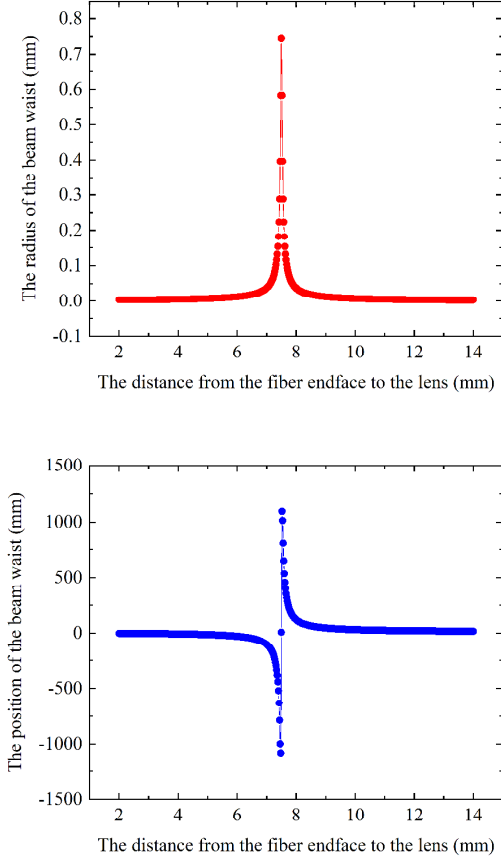 0.8
0.7
0.6
0.5
0.4
0.3
0.2
0.1
0.0
-0.1
The radius of the beam waist (mm)
2 4 6 8 10 12 14
The distance from the fiber endface to the lens (mm)
1500
1000
500
0
-500
-1000
-1500
The position of the beam waist (mm)
2 4 6 8 10 12 14
The distance from the fiber endface to the lens (mm)